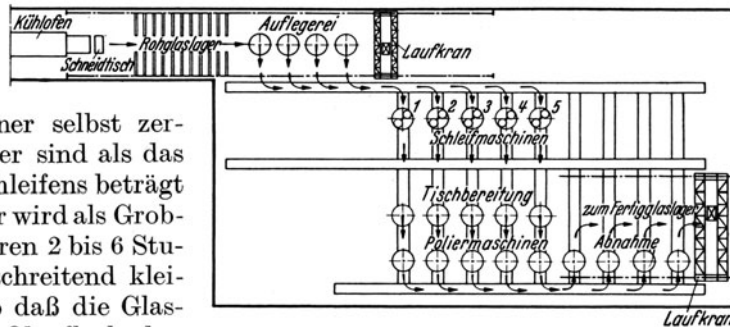 Kühlofen
Schneidtisch
Rohglaslager
Auflegerei
Laufkran
1 2 3 4 5
Schleifmaschinen
Tischbereitung
zum Fertigglaslager
Poliermaschinen
Abnahme
Laufkran
ner selbst zer-
er sind als das
hleifens beträgt
r wird als Grob-
ren 2 bis 6 Stu-
schreitend klei-
o daß die Glas-